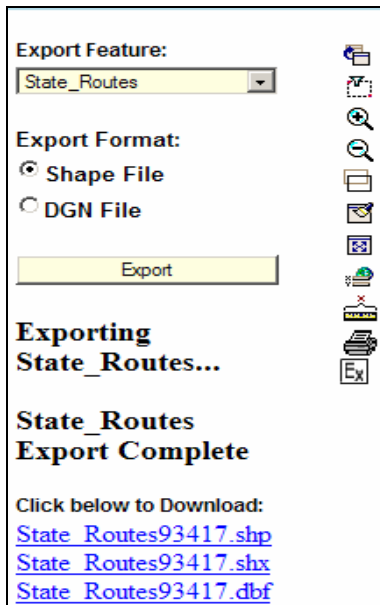 Export Feature:
State_Routes
Export Format:
Shape File
DGN File
Export
Exporting
State_Routes...
State_Routes
Export Complete
Click below to Download:
State_Routes93417.shp
State_Routes93417.shx
State_Routes93417.dbf
Ex